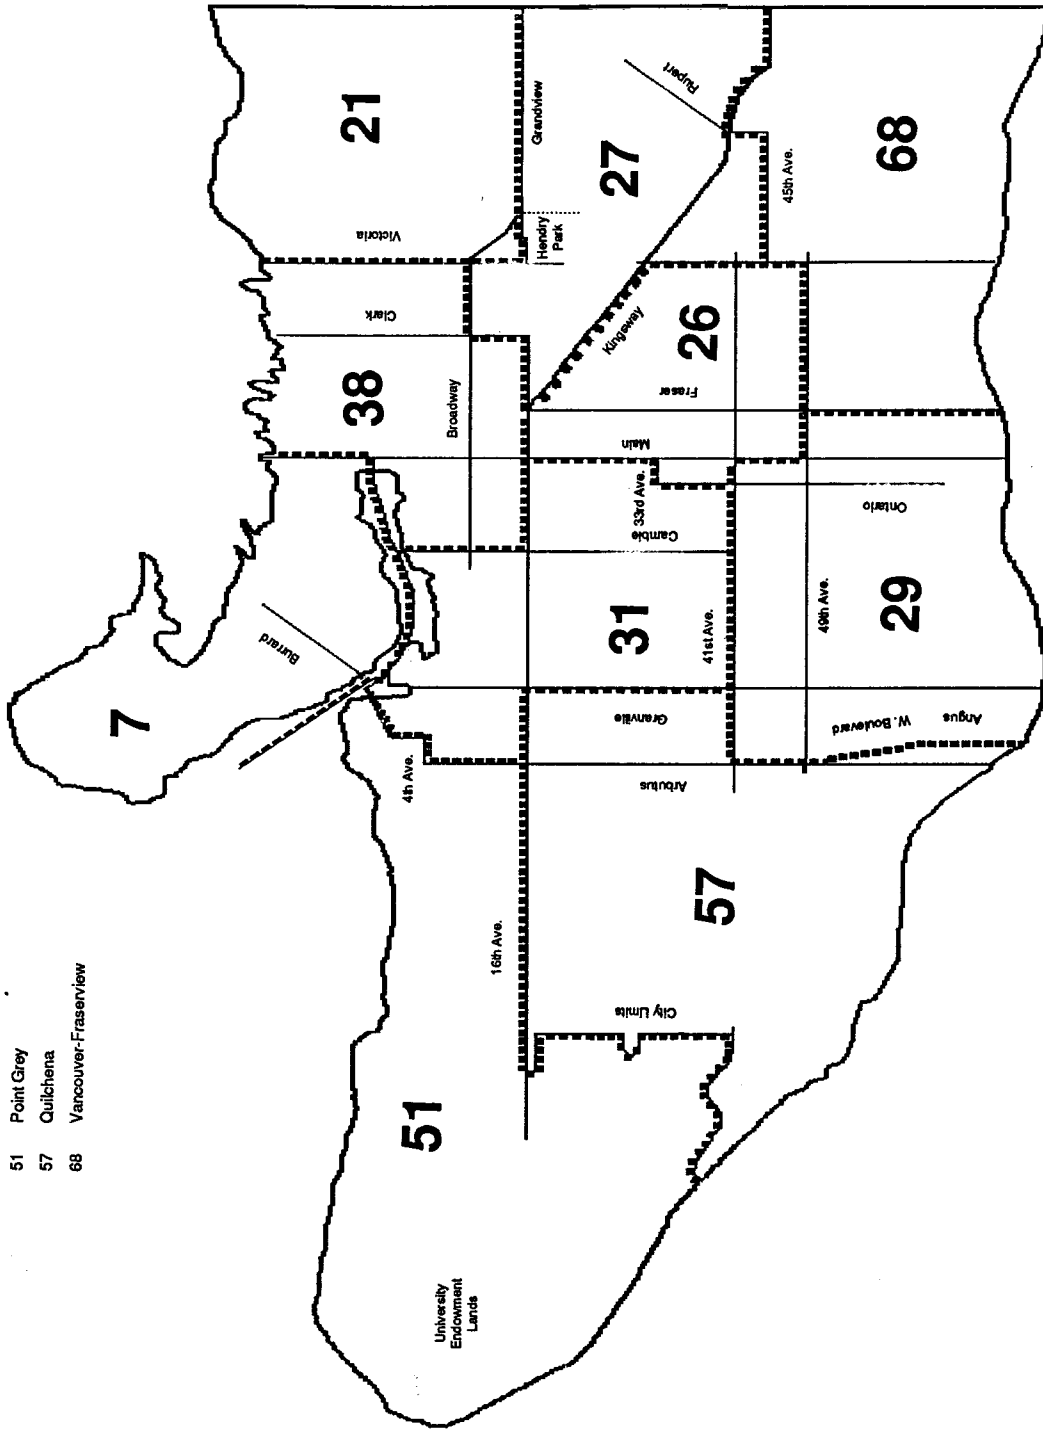 51 Point Grey
57 Quilchena
68 Vancouver-Fraserview
7
Burrard
38
21
Victoria
Clark
Broadway
Grandview
Hendry
Park
Rupert
27
45th Ave.
68
Kingsway
26
Fraser
Main
33rd Ave.
Cambie
Ontario
31
41st Ave.
49th Ave.
29
Granville
Arbutus
W. Boulevard
Angus
4th Ave.
16th Ave.
57
City Limits
51
University
Endowment
Lands